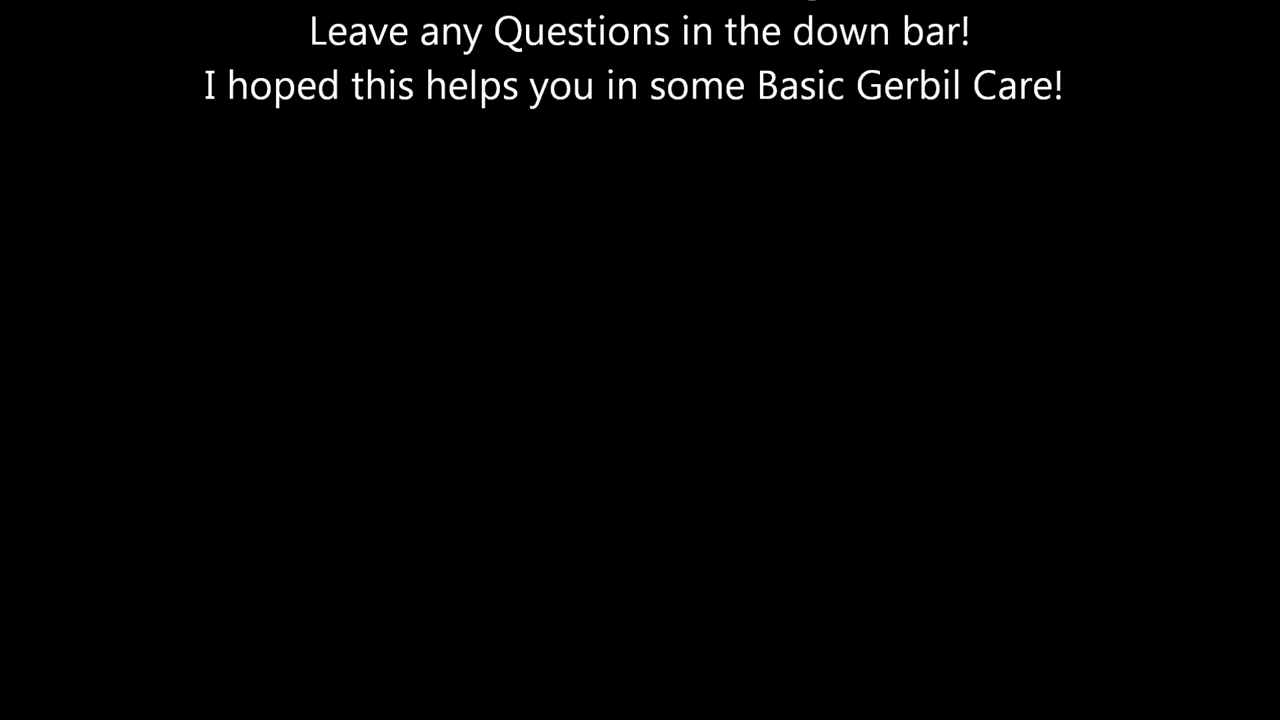 Leave any Questions in the down bar!
I hoped this helps you in some Basic Gerbil Care!